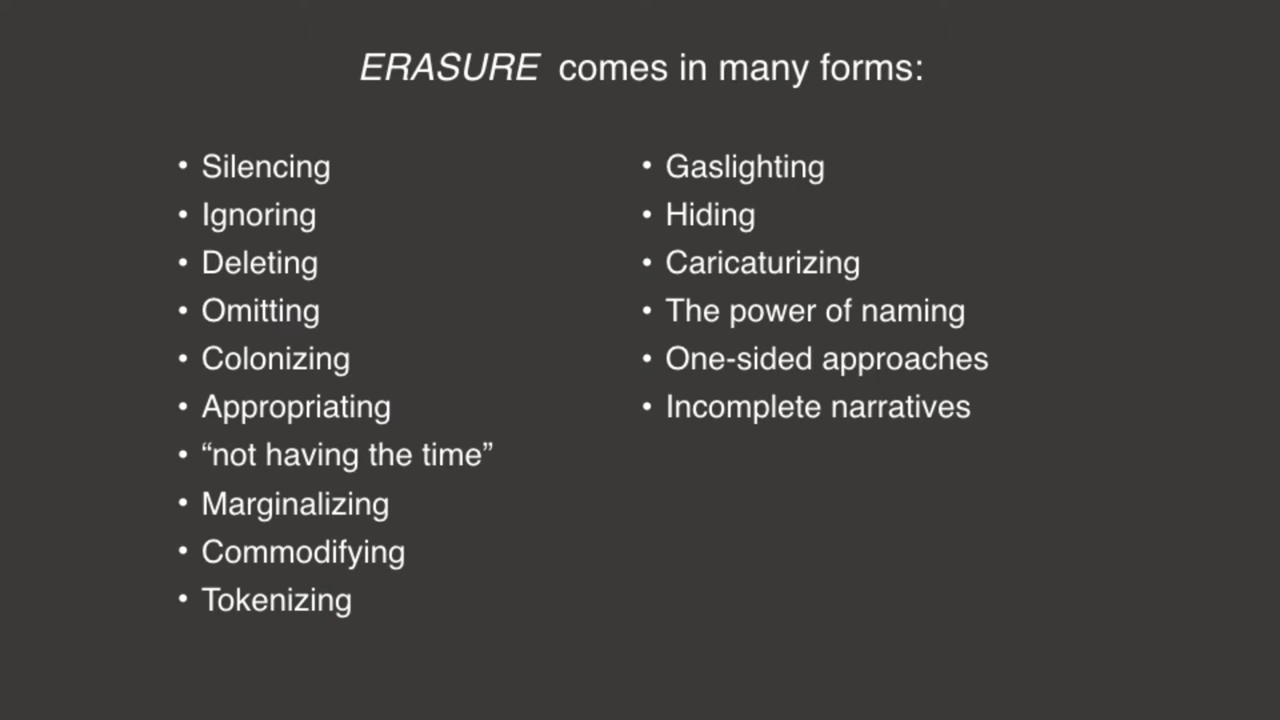 ERASURE comes in many forms:
• Silencing
• Ignoring
• Deleting
• Omitting
• Colonizing
• Appropriating
• “not having the time”
• Marginalizing
• Commodifying
• Tokenizing
• Gaslighting
• Hiding
• Caricaturizing
• The power of naming
• One-sided approaches
• Incomplete narratives